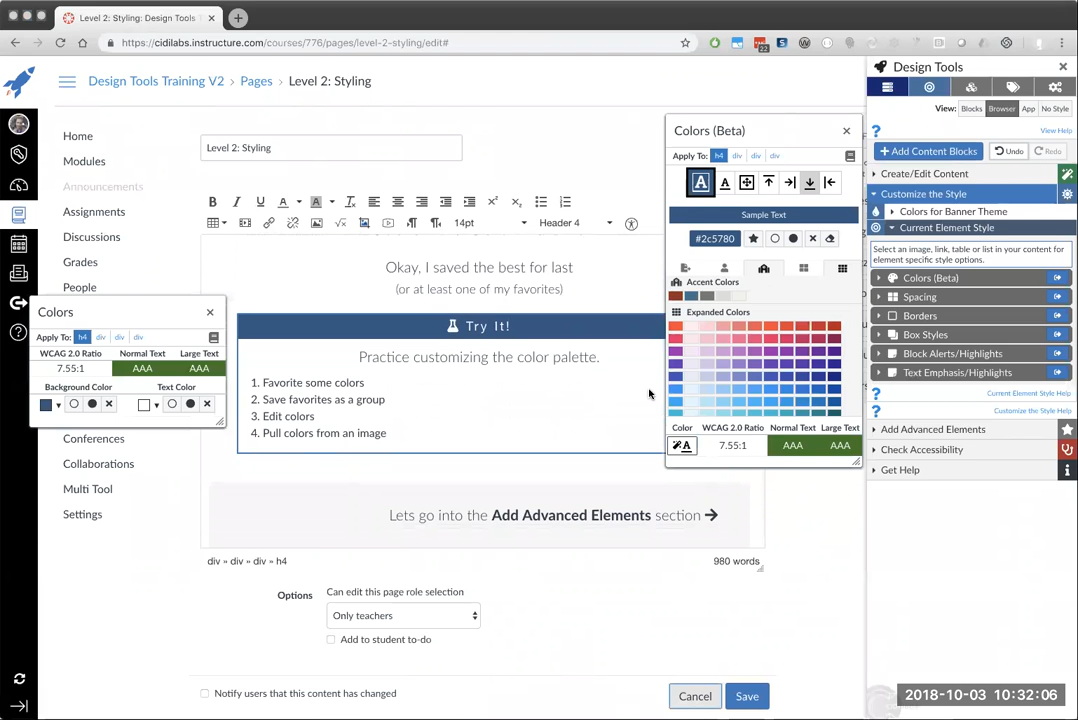 Level 2: Styling: Design Tools T
https://cidilabs.instructure.com/courses/776/pages/level-2-styling/edit#
22
Design Tools Training V2 > Pages > Level 2: Styling
Home
Modules
Announcements
Assignments
Discussions
Grades
People
Conferences
Collaborations
Multi Tool
Settings
Level 2: Styling
14pt
Header 4
Okay, I saved the best for last
(or at least one of my favorites)
Try It!
Practice customizing the color palette.
1. Favorite some colors
2. Save favorites as a group
3. Edit colors
4. Pull colors from an image
Lets go into the Add Advanced Elements section
div » div » div » h4
980 words
Options
Can edit this page role selection
Only teachers
Add to student to-do
Notify users that this content has changed
Cancel
Save
Colors
Apply To: h4 div div div
WCAG 2.0 Ratio Normal Text Large Text
7.55:1 AAA AAA
Background Color Text Color
Colors (Beta)
Apply To: h4 div div div
Sample Text
#2c5780
Accent Colors
Expanded Colors
Color WCAG 2.0 Ratio Normal Text Large Text
7.55:1 AAA AAA
Design Tools
View: Blocks Browser App No Style
View Help
+ Add Content Blocks Undo Redo
Create/Edit Content
Customize the Style
Colors for Banner Theme
Current Element Style
Select an image, link, table or list in your content for
element specific style options.
Colors (Beta)
Spacing
Borders
Box Styles
Block Alerts/Highlights
Text Emphasis/Highlights
Current Element Style Help
Customize the Style Help
Add Advanced Elements
Check Accessibility
Get Help
2018-10-03 10:32:06